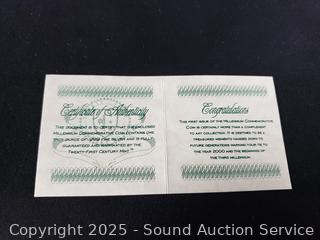 Certificate of Authenticity
THIS DOCUMENT IS TO CERTIFY THAT THE ENCLOSED
MILLENNIUM COMMEMORATIVE COIN CONTAINS ONE
TROY OUNCE OF .999 FINE SILVER AND IS FULLY
GUARANTEED AND WARRANTED BY THE
TWENTY-FIRST CENTURY MINT™
Congratulations
THIS FIRST ISSUE OF THE MILLENNIUM COMMEMORATIVE
COIN IS CERTAINLY MORE THAN A COMPLEMENT
TO ANY COLLECTION. IT IS DESTINED TO BE A
TREASURED MEMENTO HANDED DOWN TO
FUTURE GENERATIONS MARKING YOUR TIE TO
THE YEAR 2000 AND THE BEGINNING OF
THE THIRD MILLENNIUM.
Copyright 2025 - Sound Auction Service